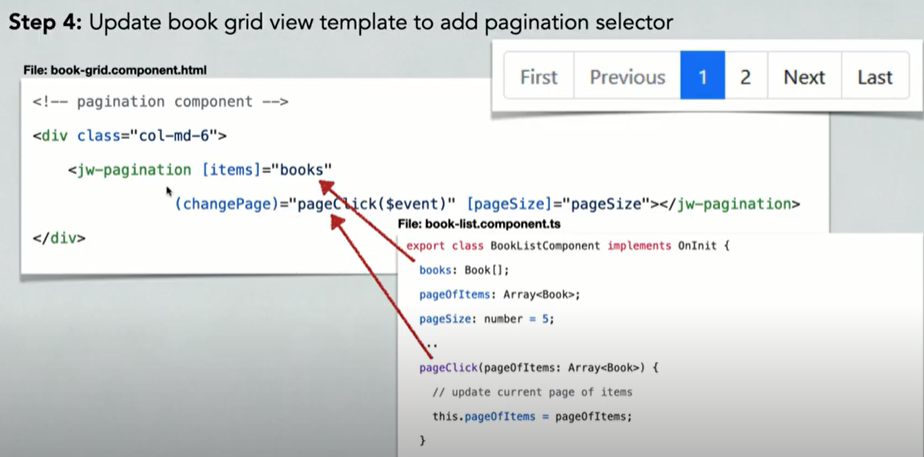 Step 4: Update book grid view template to add pagination selector
First Previous 1 2 Next Last
File: book-grid.component.html
<!-- pagination component -->
<div class="col-md-6">
<jw-pagination [items]="books"
(changePage)="pageClick($event)" [pageSize]="pageSize"></jw-pagination>
</div>
File: book-list.component.ts
export class BookListComponent implements OnInit {
books: Book[];
pageOfItems: Array<Book>;
pageSize: number = 5;
..
pageClick(pageOfItems: Array<Book>) {
// update current page of items
this.pageOfItems = pageOfItems;
}